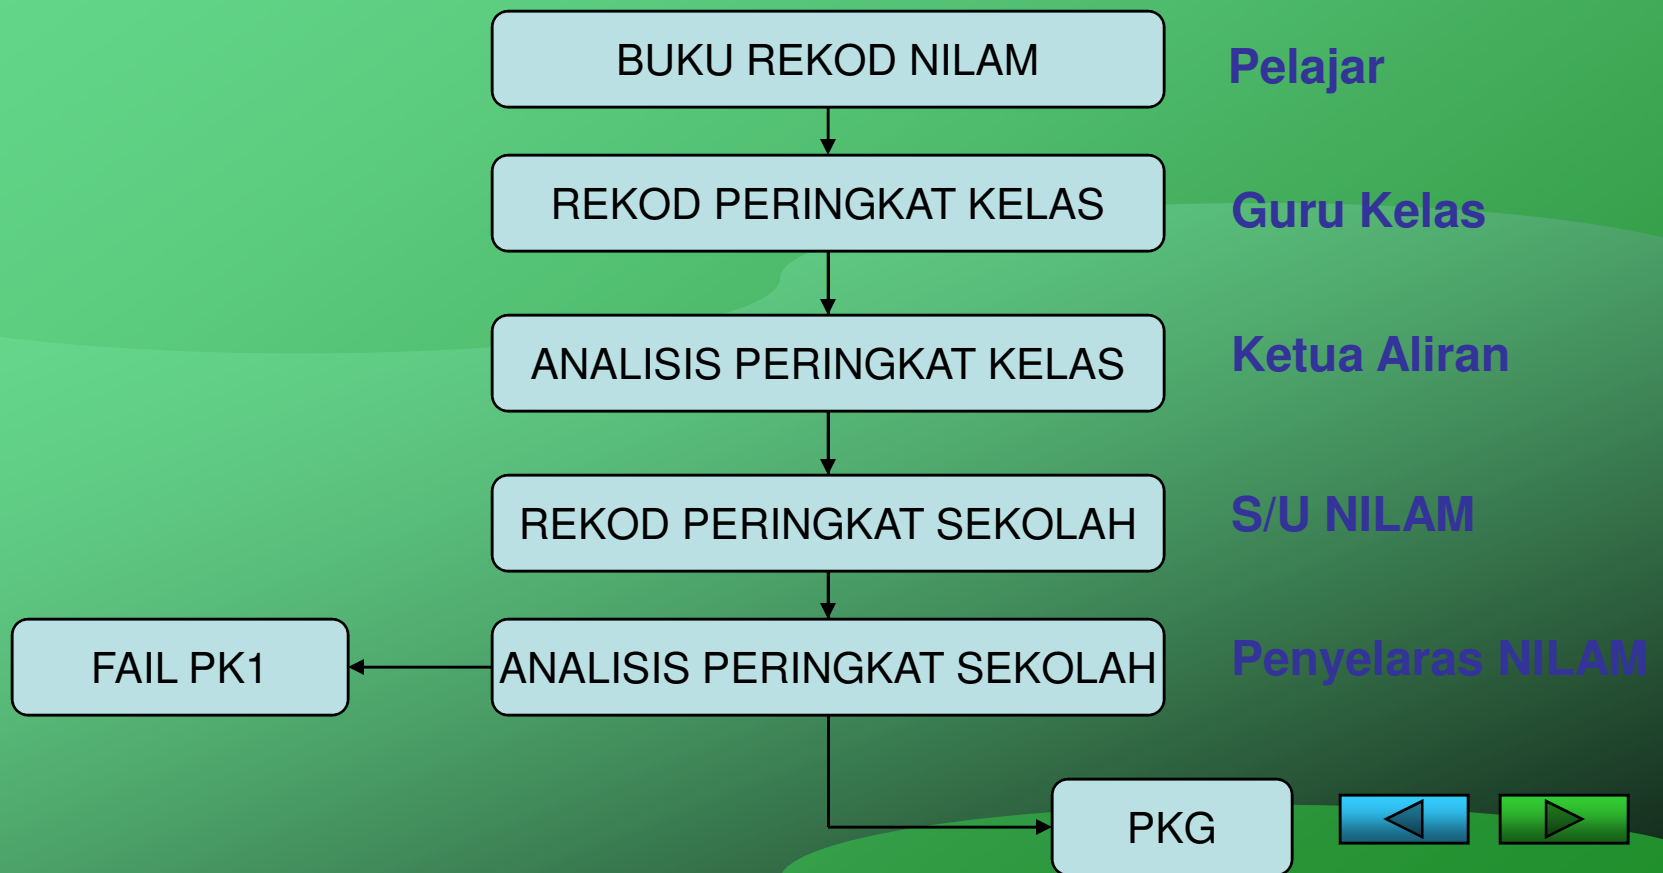 BUKU REKOD NILAM
Pelajar
REKOD PERINGKAT KELAS
Guru Kelas
ANALISIS PERINGKAT KELAS
Ketua Aliran
REKOD PERINGKAT SEKOLAH
S/U NILAM
FAIL PK1
ANALISIS PERINGKAT SEKOLAH
Penyelaras NILAM
PKG